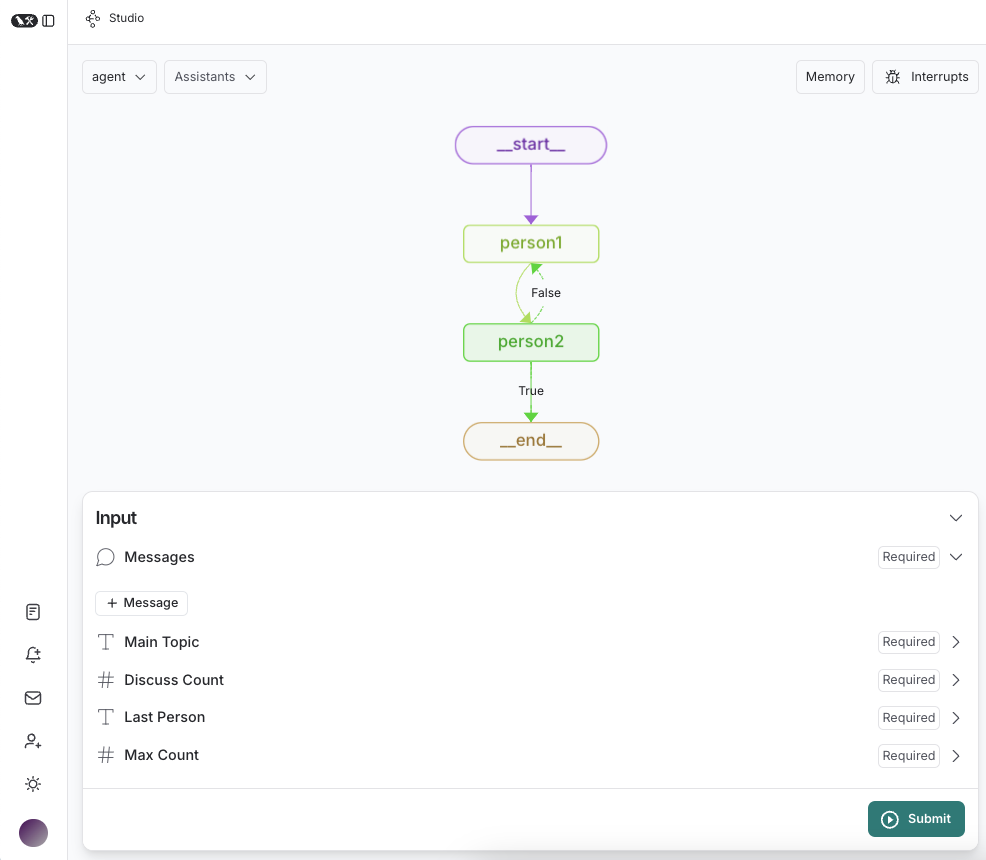 Studio
agent
Assistants
Memory
Interrupts
__start__
person1
False
person2
True
__end__
Input
Messages
Required
+ Message
Main Topic
Required
Discuss Count
Required
Last Person
Required
Max Count
Required
Submit